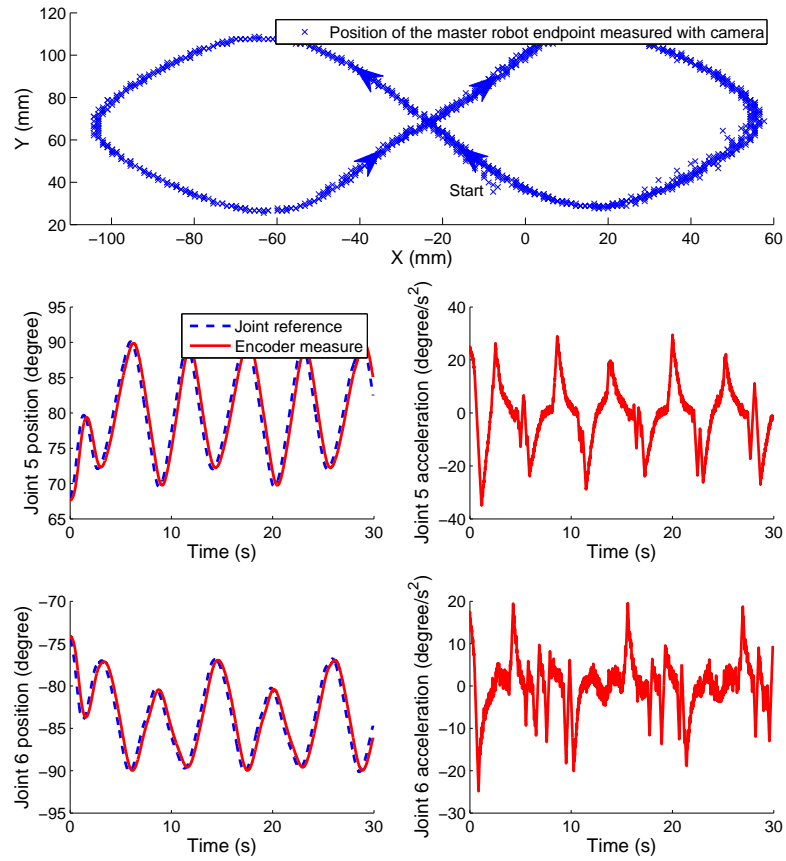 120
× Position of the master robot endpoint measured with camera
100
80
60
40
20
Y (mm)
Start
−100 −80 −60 −40 −20 0 20 40 60
X (mm)
95
90
85
80
75
70
65
Joint 5 position (degree)
Joint reference
Encoder measure
0 10 20 30
Time (s)
40
20
0
−20
−40
Joint 5 acceleration (degree/s²)
0 10 20 30
Time (s)
−70
−75
−80
−85
−90
−95
Joint 6 position (degree)
0 10 20 30
Time (s)
20
10
0
−10
−20
−30
Joint 6 acceleration (degree/s²)
0 10 20 30
Time (s)